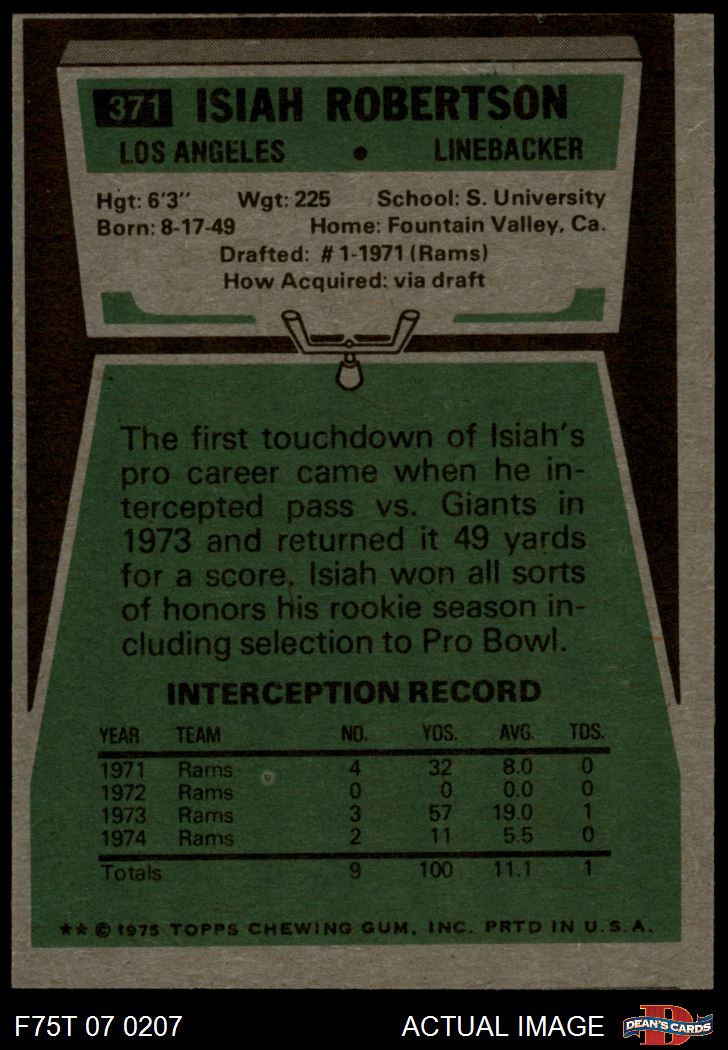 371 ISIAH ROBERTSON
LOS ANGELES • LINEBACKER
Hgt: 6'3" Wgt: 225 School: S. University
Born: 8-17-49 Home: Fountain Valley, Ca.
Drafted: #1-1971 (Rams)
How Acquired: via draft
The first touchdown of Isiah's
pro career came when he in-
tercepted pass vs. Giants in
1973 and returned it 49 yards
for a score. Isiah won all sorts
of honors his rookie season in-
cluding selection to Pro Bowl.
INTERCEPTION RECORD
YEAR TEAM NO. YDS. AVG. TDS.
1971 Rams 4 32 8.0 0
1972 Rams 0 0 0.0 0
1973 Rams 3 57 19.0 1
1974 Rams 2 11 5.5 0
Totals 9 100 11.1 1
** © 1975 TOPPS CHEWING GUM, INC. PRTD IN U.S.A.
F75T 07 0207 ACTUAL IMAGE D DEAN'S CARDS